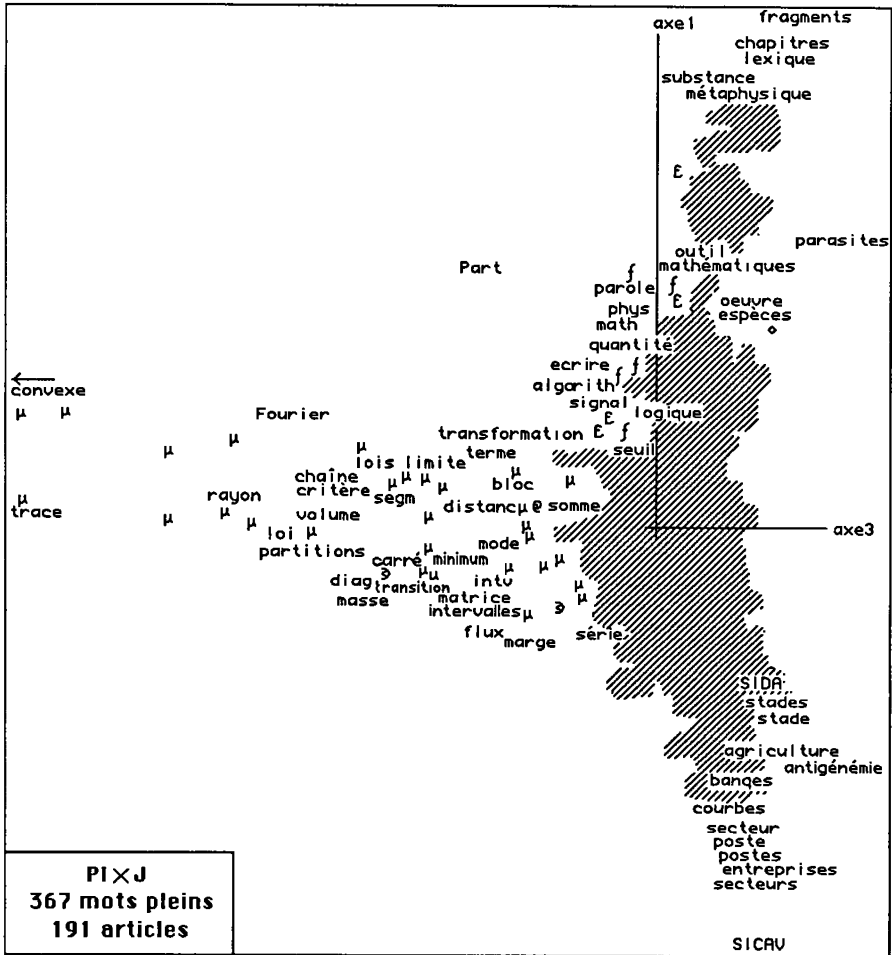 axe1
fragments
chapitres
lexique
substance
métaphysique
ε
parasites
outil
Part
ƒ
mathématiques
parole ƒ
phys ε
oeuvre
math
espèces
quantité
ecrire ƒ
algarith ƒ
convexe
signal
µ µ
Fourier
ε logique
µ
transformation ε ƒ
µ
µ
terme
seuil
lois limite
µ
chaîne µ µ
bloc µ
critère µ µ
trace µ
rayon
segm
volume
distancµ @ somme
µ
µ
µ
µ
µ
loi µ
axe3
partitions
µ
mode µ
carré
minimum
µ
diag
transition
µ µ
µ µ
intv
masse
matrice
µ
µ
intervalles µ
flux
marge
série
SIDA
stades
stade
agriculture
antigénémie
banqes
courbes
secteur
poste
postes
entreprises
secteurs
SICAV
PI×J
367 mots pleins
191 articles